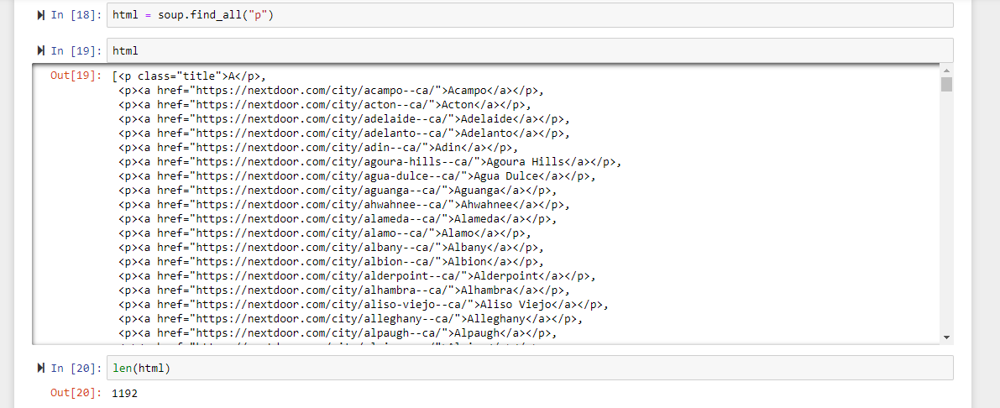 In [18]: html = soup.find_all("p")
In [19]: html
Out[19]: [<p class="title">A</p>,
<p><a href="https://nextdoor.com/city/acampo--ca/">Acampo</a></p>,
<p><a href="https://nextdoor.com/city/acton--ca/">Acton</a></p>,
<p><a href="https://nextdoor.com/city/adelaide--ca/">Adelaide</a></p>,
<p><a href="https://nextdoor.com/city/adelanto--ca/">Adelanto</a></p>,
<p><a href="https://nextdoor.com/city/adin--ca/">Adin</a></p>,
<p><a href="https://nextdoor.com/city/agoura-hills--ca/">Agoura Hills</a></p>,
<p><a href="https://nextdoor.com/city/agua-dulce--ca/">Agua Dulce</a></p>,
<p><a href="https://nextdoor.com/city/aguanga--ca/">Aguanga</a></p>,
<p><a href="https://nextdoor.com/city/ahwahnee--ca/">Ahwahnee</a></p>,
<p><a href="https://nextdoor.com/city/alameda--ca/">Alameda</a></p>,
<p><a href="https://nextdoor.com/city/alamo--ca/">Alamo</a></p>,
<p><a href="https://nextdoor.com/city/albany--ca/">Albany</a></p>,
<p><a href="https://nextdoor.com/city/albion--ca/">Albion</a></p>,
<p><a href="https://nextdoor.com/city/alderpoint--ca/">Alderpoint</a></p>,
<p><a href="https://nextdoor.com/city/alhambra--ca/">Alhambra</a></p>,
<p><a href="https://nextdoor.com/city/aliso-viejo--ca/">Aliso Viejo</a></p>,
<p><a href="https://nextdoor.com/city/alleghany--ca/">Alleghany</a></p>,
<p><a href="https://nextdoor.com/city/alpaugh--ca/">Alpaugh</a></p>,
In [20]: len(html)
Out[20]: 1192